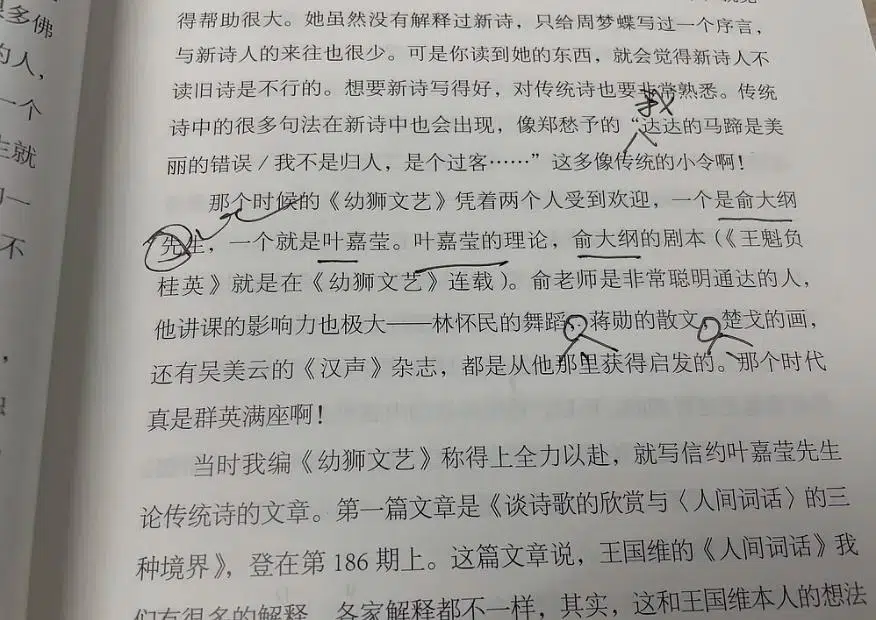 很多佛
的人，
一个
生就
的一
不
，
得帮助很大。她虽然没有解释过新诗，只给周梦蝶写过一个序言，
与新诗人的来往也很少。可是你读到她的东西，就会觉得新诗人不
读旧诗是不行的。想要新诗写得好，对传统诗也要非常熟悉。传统
我
诗中的很多句法在新诗中也会出现，像郑愁予的“达达的马蹄是美
丽的错误 / 我不是归人，是个过客……”这多像传统的小令啊！
那个时候的《幼狮文艺》凭着两个人受到欢迎，一个是俞大纲
先生，一个就是叶嘉莹。叶嘉莹的理论，俞大纲的剧本（《王魁负
桂英》就是在《幼狮文艺》连载）。俞老师是非常聪明通达的人，
他讲课的影响力也极大——林怀民的舞蹈，蒋勋的散文，楚戈的画，
还有吴美云的《汉声》杂志，都是从他那里获得启发的。那个时代
真是群英满座啊！
当时我编《幼狮文艺》称得上全力以赴，就写信约叶嘉莹先生
论传统诗的文章。第一篇文章是《谈诗歌的欣赏与〈人间词话〉的三
种境界》，登在第 186 期上。这篇文章说，王国维的《人间词话》我
们有很多的解释，各家解释都不一样，其实，这和王国维本人的想法